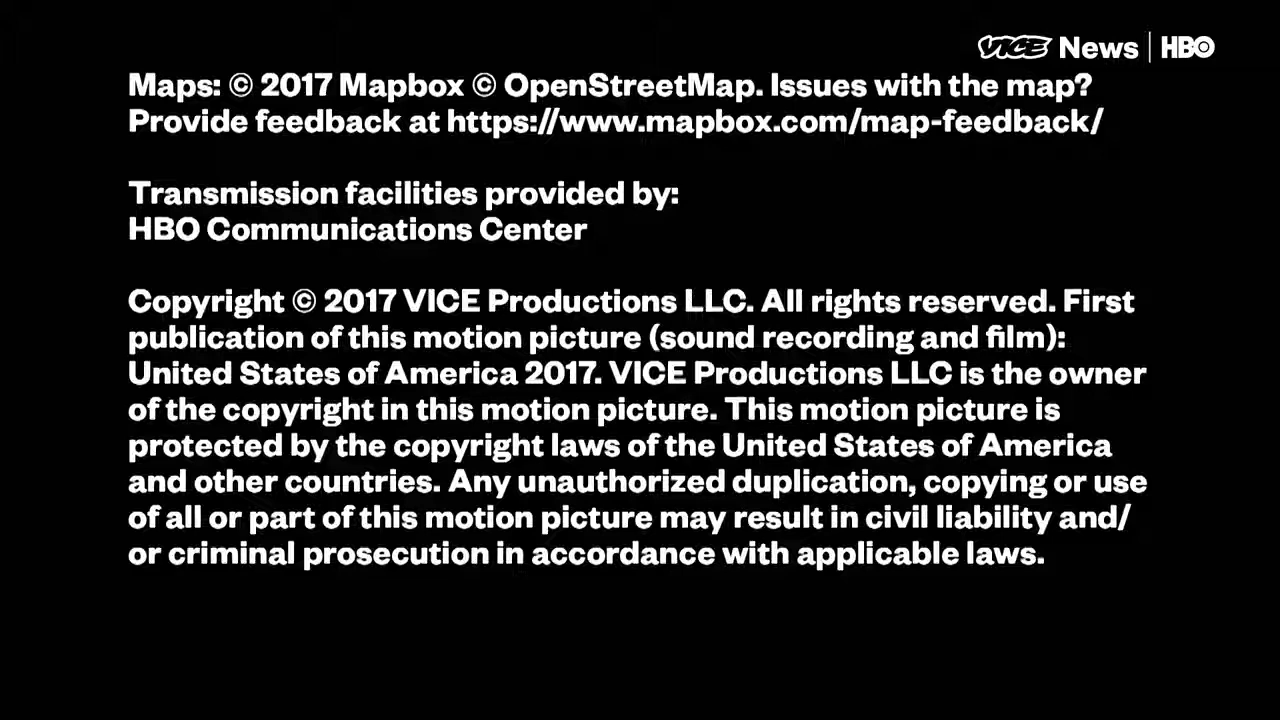 VICE News | HBO
Maps: © 2017 Mapbox © OpenStreetMap. Issues with the map?
Provide feedback at https://www.mapbox.com/map-feedback/
Transmission facilities provided by:
HBO Communications Center
Copyright © 2017 VICE Productions LLC. All rights reserved. First
publication of this motion picture (sound recording and film):
United States of America 2017. VICE Productions LLC is the owner
of the copyright in this motion picture. This motion picture is
protected by the copyright laws of the United States of America
and other countries. Any unauthorized duplication, copying or use
of all or part of this motion picture may result in civil liability and/
or criminal prosecution in accordance with applicable laws.